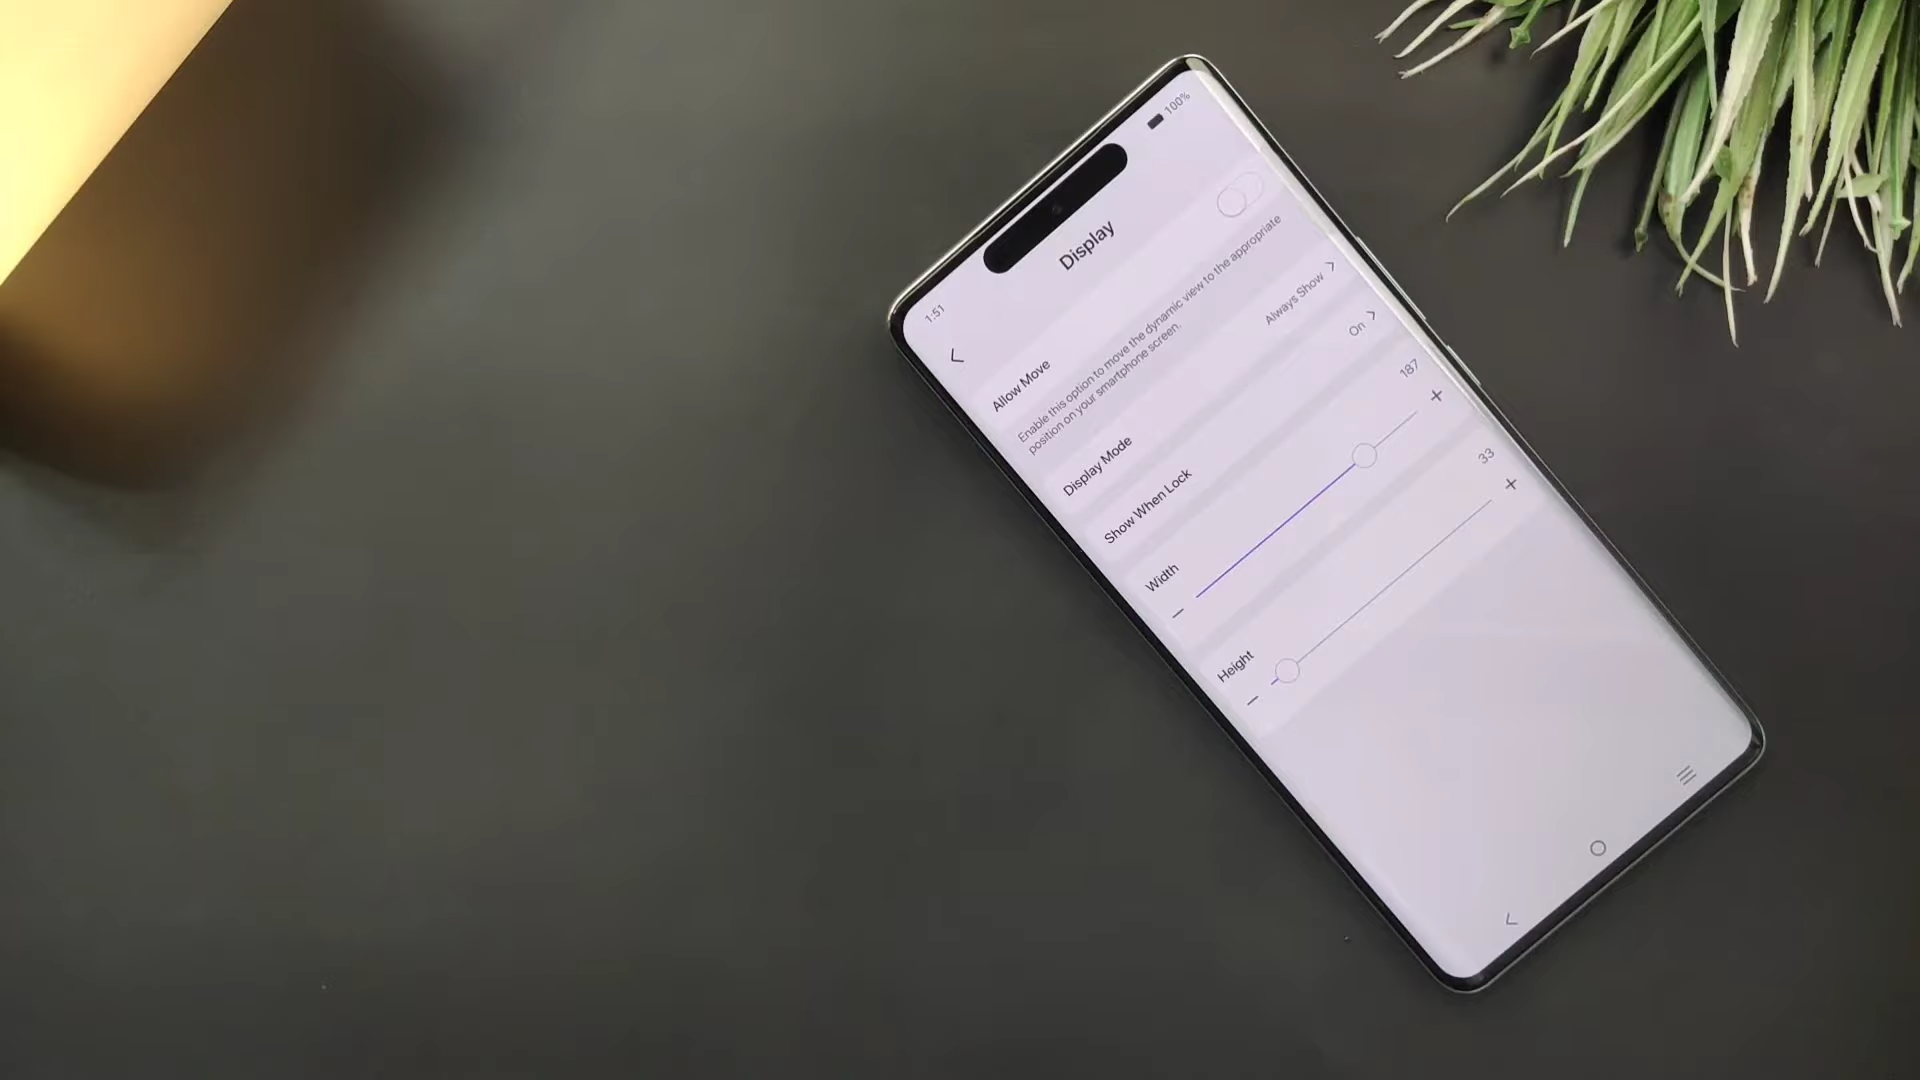 1:51
100%
Display
Allow Move
Enable this option to move the dynamic view to the appropriate
position on your smartphone screen.
Display Mode
Always Show
Show When Lock
On
Width
187
Height
33